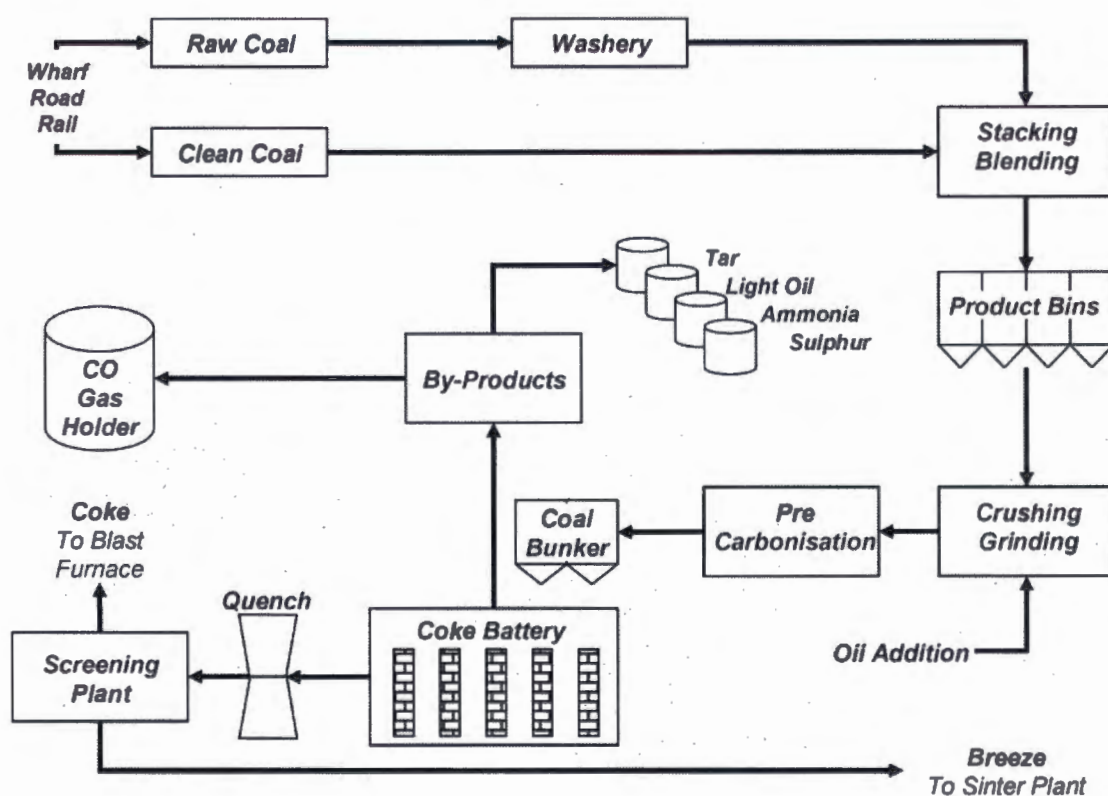 Raw Coal
Washery
Wharf
Road
Rail
Clean Coal
Stacking
Blending
Tar
Light Oil
Ammonia
Sulphur
Product Bins
CO
Gas
Holder
By-Products
Coke
To Blast
Furnace
Coal
Bunker
Pre
Carbonisation
Crushing
Grinding
Quench
Coke Battery
Screening
Plant
Oil Addition
Breeze
To Sinter Plant